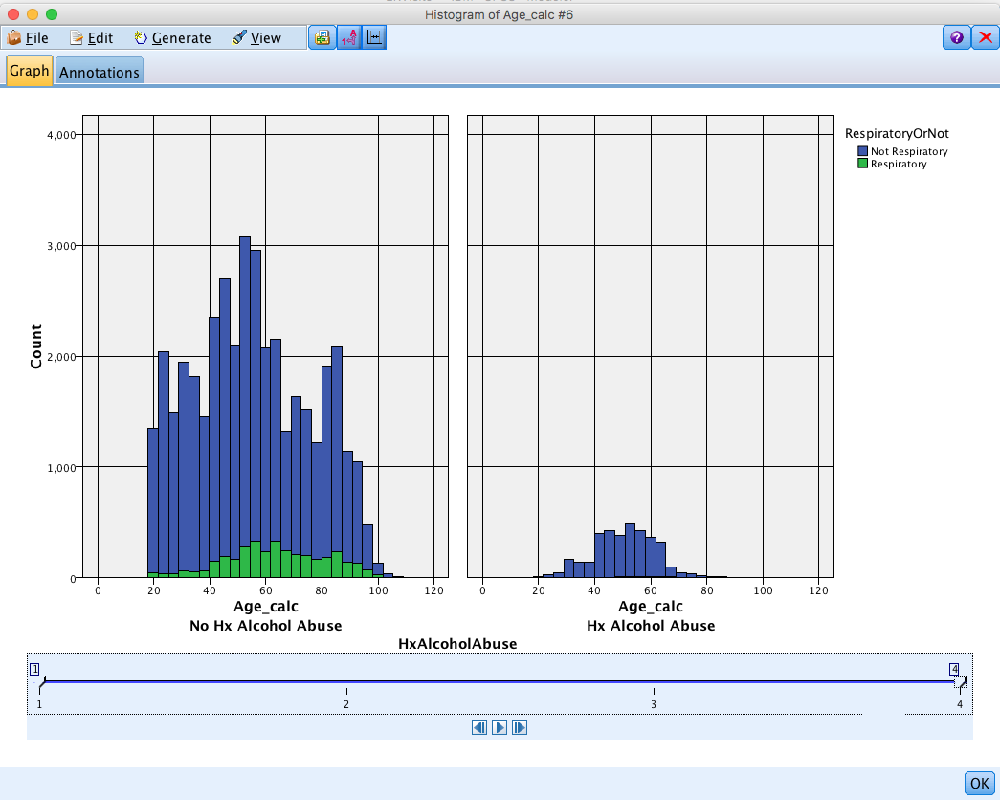 Histogram of Age_calc #6
File Edit Generate View
Graph Annotations
4,000
3,000
2,000
1,000
0
Count
0 20 40 60 80 100 120
Age_calc
No Hx Alcohol Abuse
0 20 40 60 80 100 120
Age_calc
Hx Alcohol Abuse
HxAlcoholAbuse
RespiratoryOrNot
Not Respiratory
Respiratory
1 4
1 2 3 4
OK